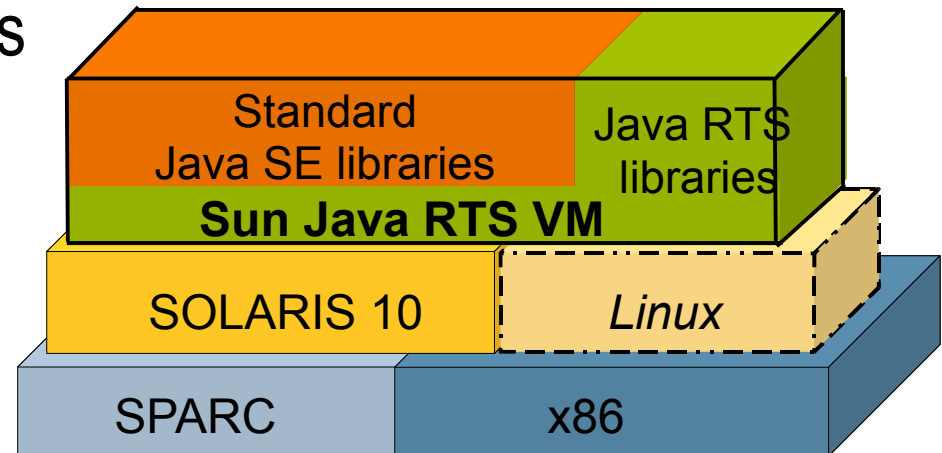 s
Standard
Java SE libraries
Java RTS
libraries
Sun Java RTS VM
SOLARIS 10
Linux
SPARC
x86